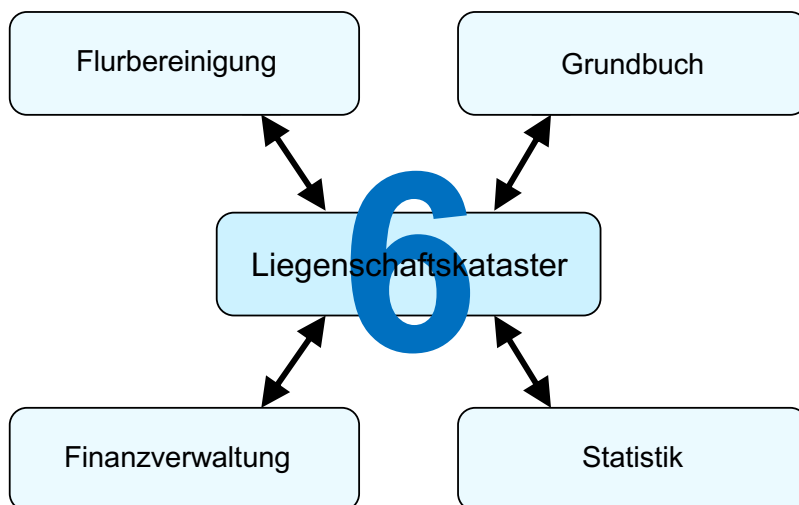 Flurbereinigung
Grundbuch
6
Liegenschaftskataster
Finanzverwaltung
Statistik